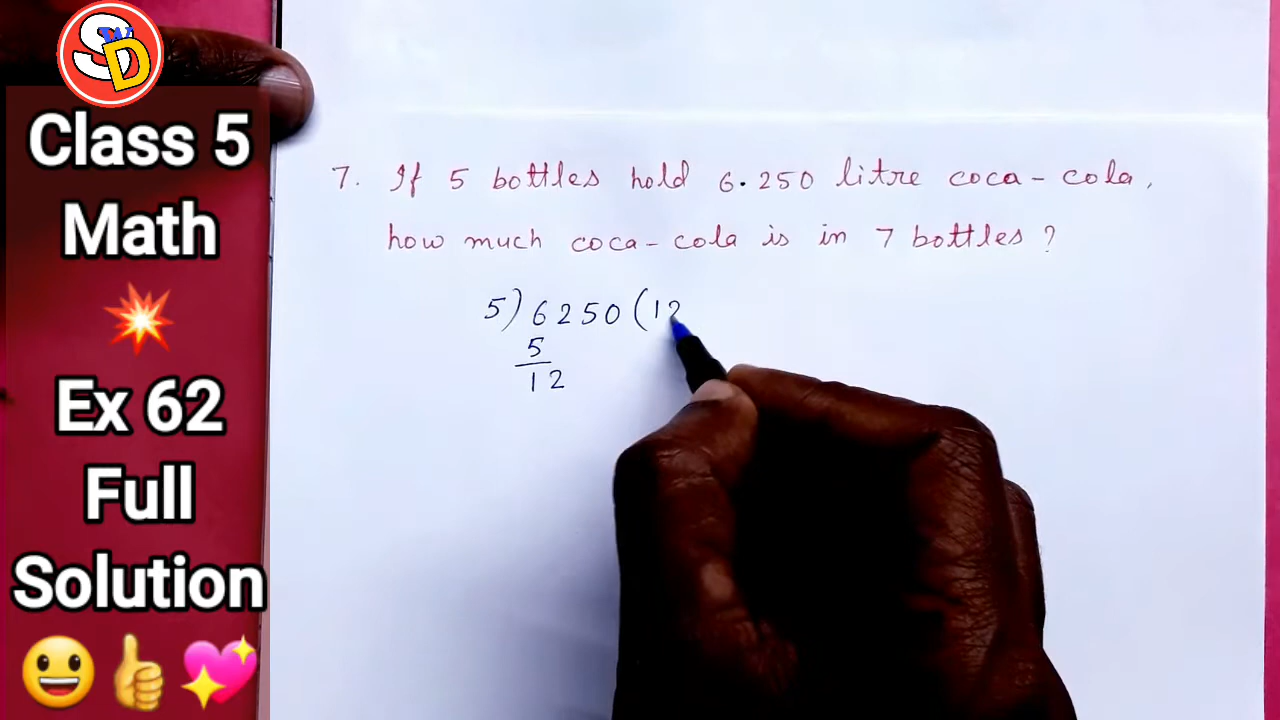 SWD
Class 5
Math
Ex 62
Full
Solution
7. If 5 bottles hold 6.250 litre coca-cola,
how much coca-cola is in 7 bottles?
5) 6250 (12
5
12